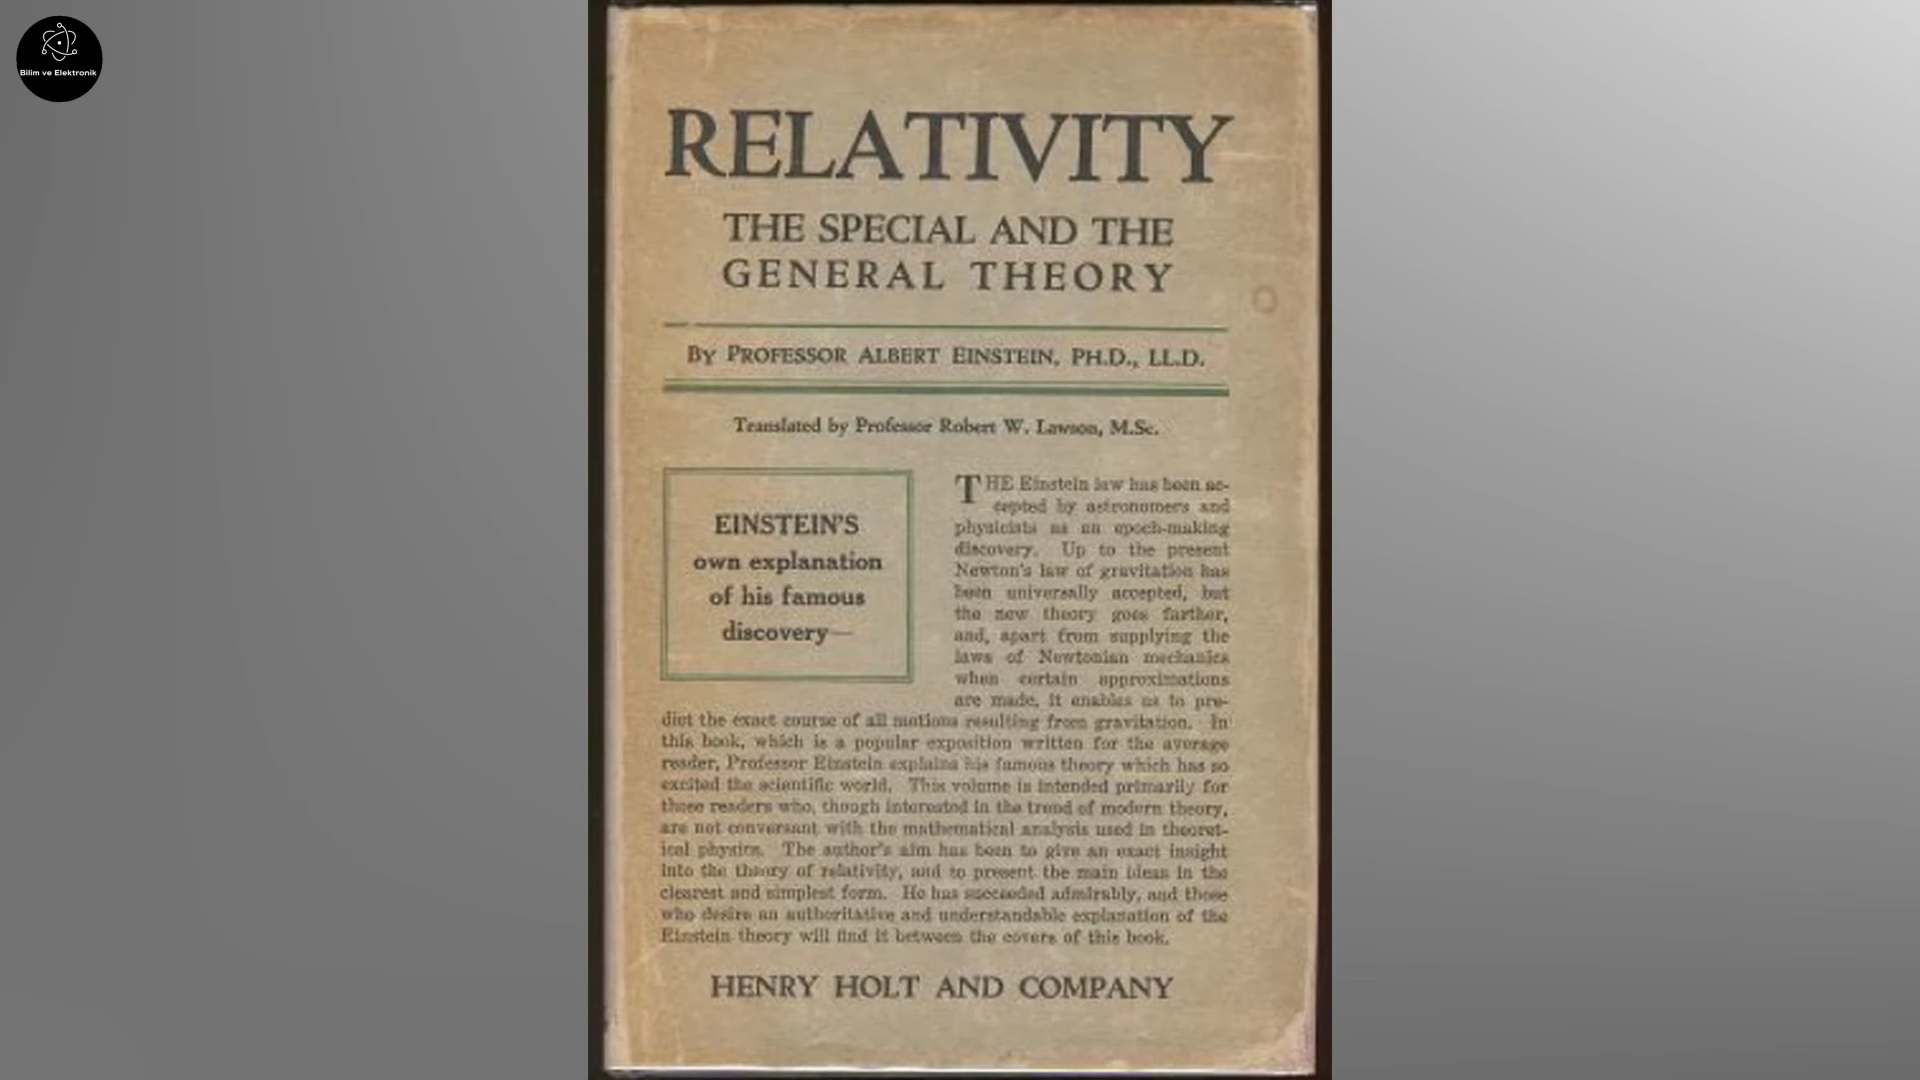 Bilim ve Elektronik
RELATIVITY
THE SPECIAL AND THE
GENERAL THEORY
BY PROFESSOR ALBERT EINSTEIN, PH.D., LL.D.
Translated by Professor Robert W. Lawson, M.Sc.
EINSTEIN'S
own explanation
of his famous
discovery—
THE Einstein law has been ac-
cepted by astronomers and
physicists as an epoch-making
discovery. Up to the present
Newton's law of gravitation has
been universally accepted, but
the new theory goes farther,
and, apart from supplying the
laws of Newtonian mechanics
when certain approximations
are made, it enables us to pre-
dict the exact course of all motions resulting from gravitation. In
this book, which is a popular exposition written for the average
reader, Professor Einstein explains his famous theory which has so
excited the scientific world. This volume is intended primarily for
those readers who, though interested in the trend of modern theory,
are not conversant with the mathematical analysis used in theoret-
ical physics. The author's aim has been to give an exact insight
into the theory of relativity, and to present the main ideas in the
clearest and simplest form. He has succeeded admirably, and those
who desire an authoritative and understandable explanation of the
Einstein theory will find it between the covers of this book.
HENRY HOLT AND COMPANY